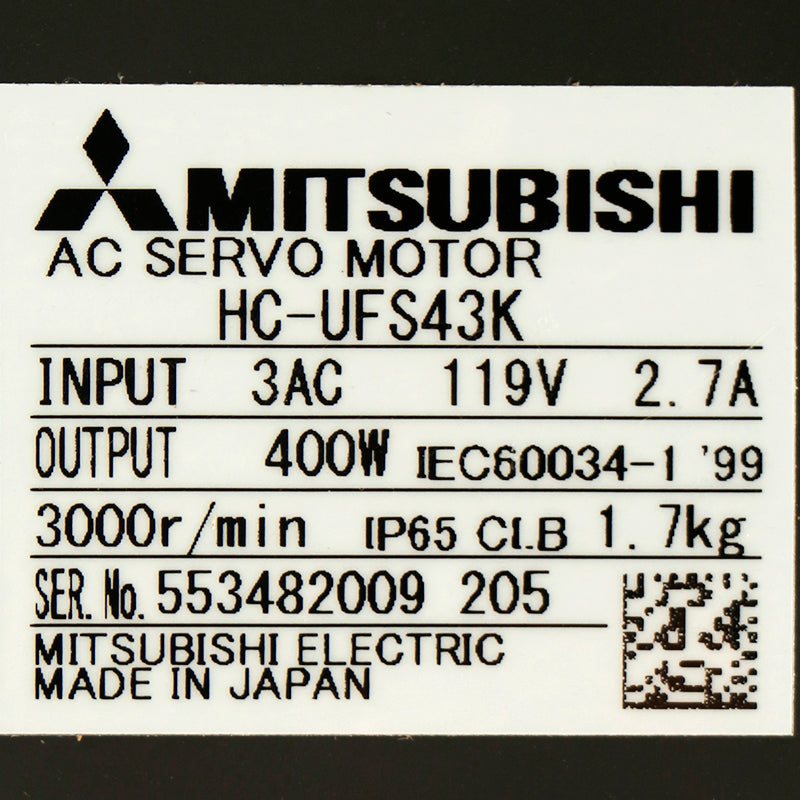 MITSUBISHI
AC SERVO MOTOR
HC-UFS43K
INPUT 3AC 119V 2.7A
OUTPUT 400W IEC60034-1 '99
3000r/min IP65 CI.B 1.7kg
SER. No. 553482009 205
MITSUBISHI ELECTRIC
MADE IN JAPAN